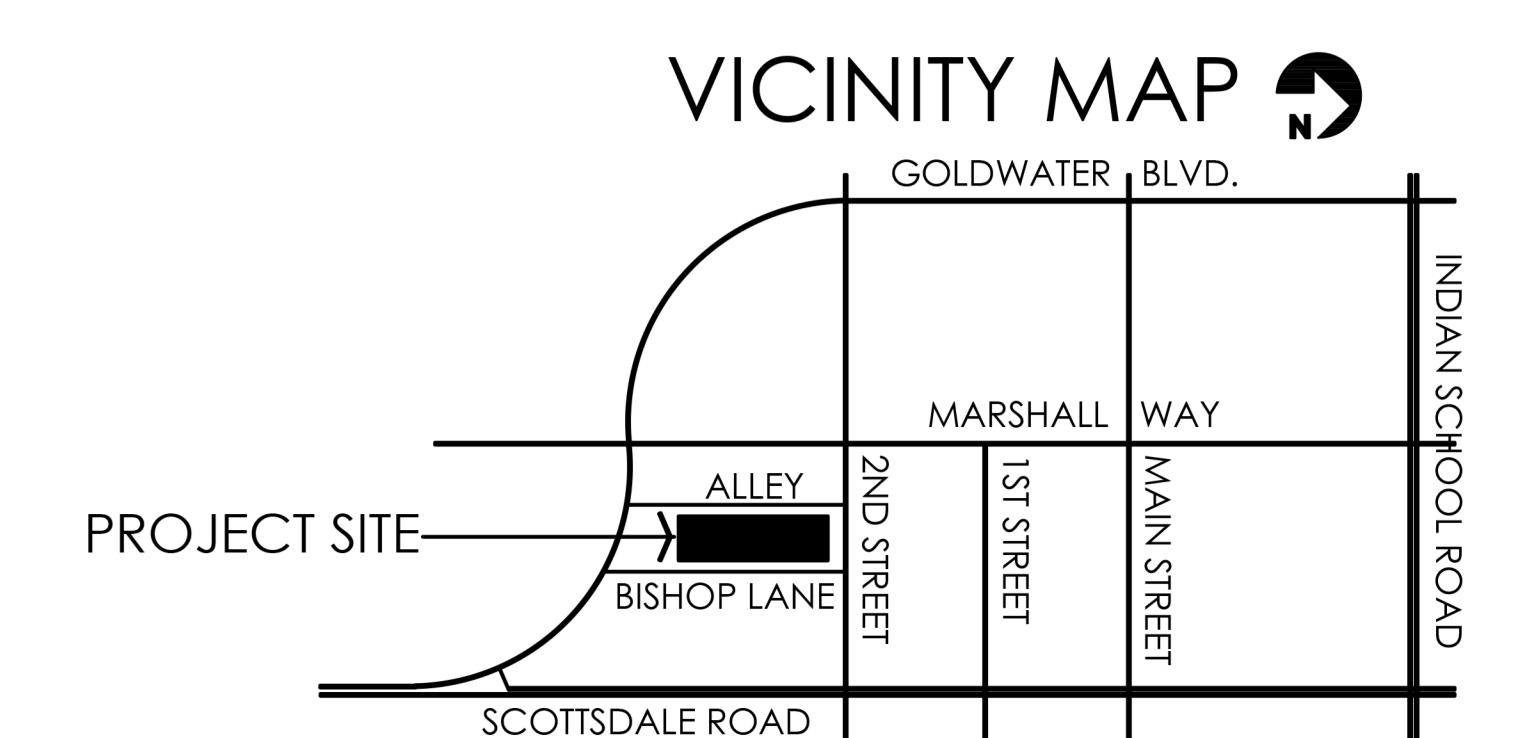 VICINITY MAP
N
GOLDWATER BLVD.
INDIAN SCHOOL ROAD
MARSHALL WAY
2ND STREET
1ST STREET
MAIN STREET
ALLEY
PROJECT SITE
BISHOP LANE
SCOTTSDALE ROAD